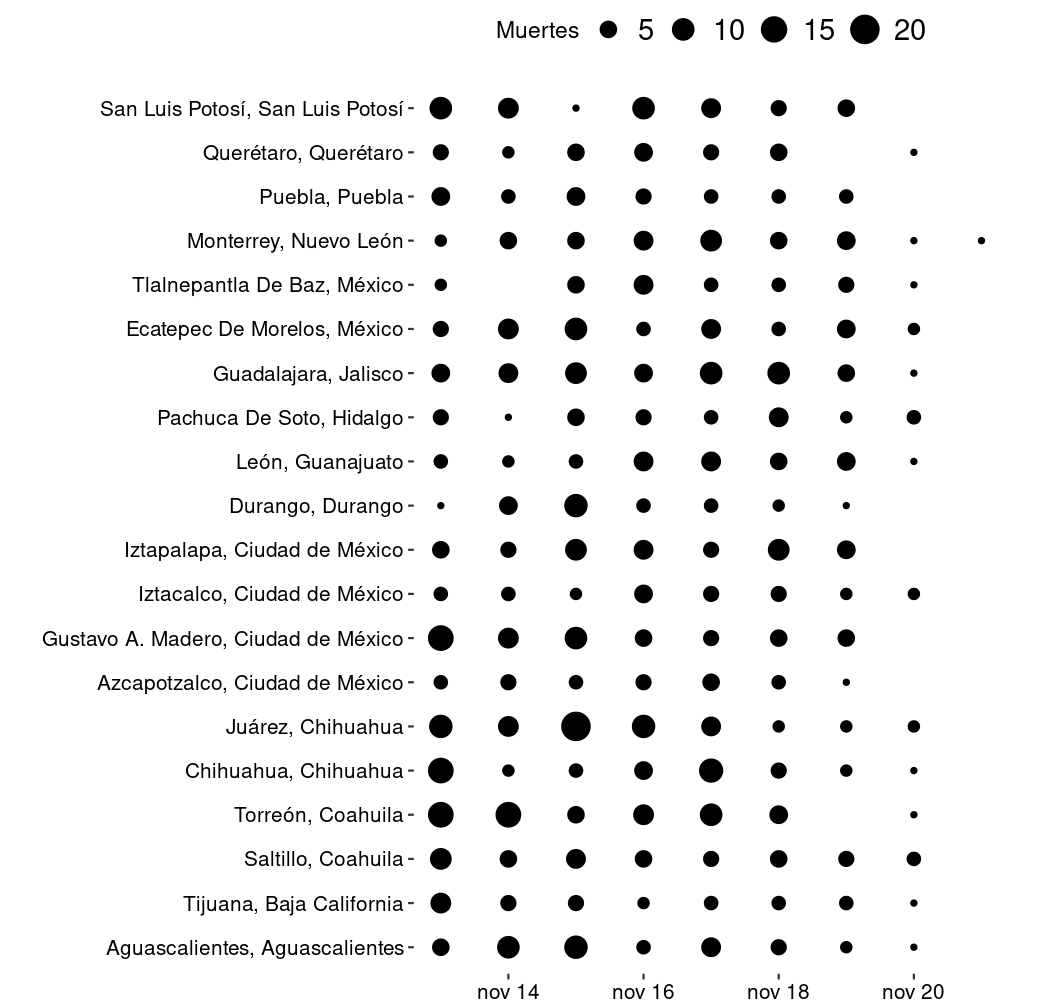 Muertes 5 10 15 20
San Luis Potosí, San Luis Potosí
Querétaro, Querétaro
Puebla, Puebla
Monterrey, Nuevo León
Tlalnepantla De Baz, México
Ecatepec De Morelos, México
Guadalajara, Jalisco
Pachuca De Soto, Hidalgo
León, Guanajuato
Durango, Durango
Iztapalapa, Ciudad de México
Iztacalco, Ciudad de México
Gustavo A. Madero, Ciudad de México
Azcapotzalco, Ciudad de México
Juárez, Chihuahua
Chihuahua, Chihuahua
Torreón, Coahuila
Saltillo, Coahuila
Tijuana, Baja California
Aguascalientes, Aguascalientes
nov 14 nov 16 nov 18 nov 20